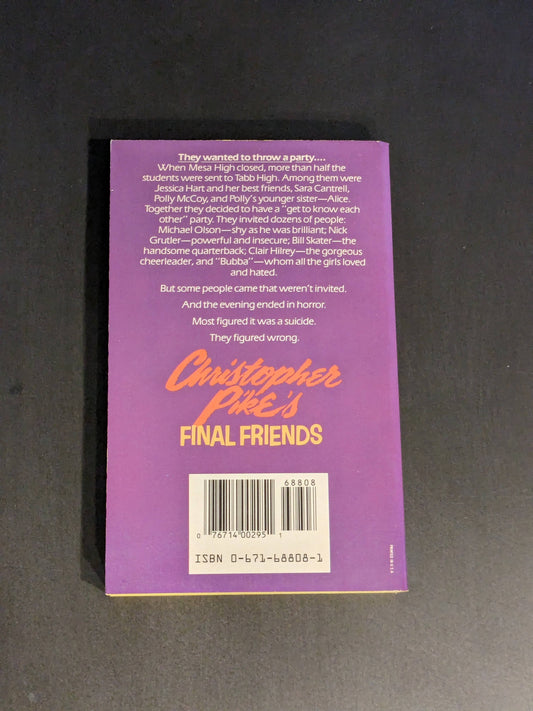 They wanted to throw a party....
When Mesa High closed, more than half the
students were sent to Tabb High. Among them were
Jessica Hart and her best friends, Sara Cantrell,
Polly McCoy, and Polly's younger sister—Alice.
Together they decided to have a "get to know each
other" party. They invited dozens of people:
Michael Olson—shy as he was brilliant; Nick
Grutler—powerful and insecure; Bill Skater—the
handsome quarterback; Clair Hilrey—the gorgeous
cheerleader, and "Bubba"—whom all the girls loved
and hated.
But some people came that weren't invited.
And the evening ended in horror.
Most figured it was a suicide.
They figured wrong.
Christopher
Pike's
FINAL FRIENDS
68808
0 76714 00295 1
ISBN 0-671-68808-1
PRINTED IN U.S.A.